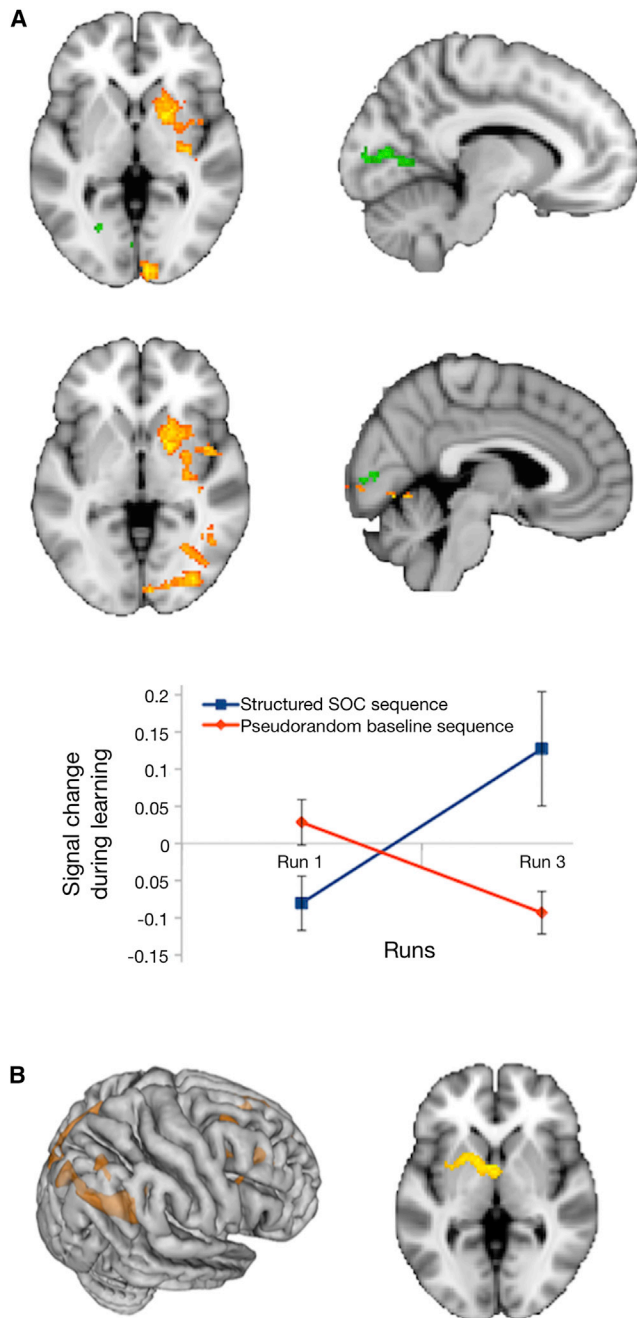 A
Structured SOC sequence
Pseudorandom baseline sequence
Signal change
during learning
0.2
0.15
0.1
0.05
0
0.05
-0.1
-0.15
Run 1
Run 3
Runs
B